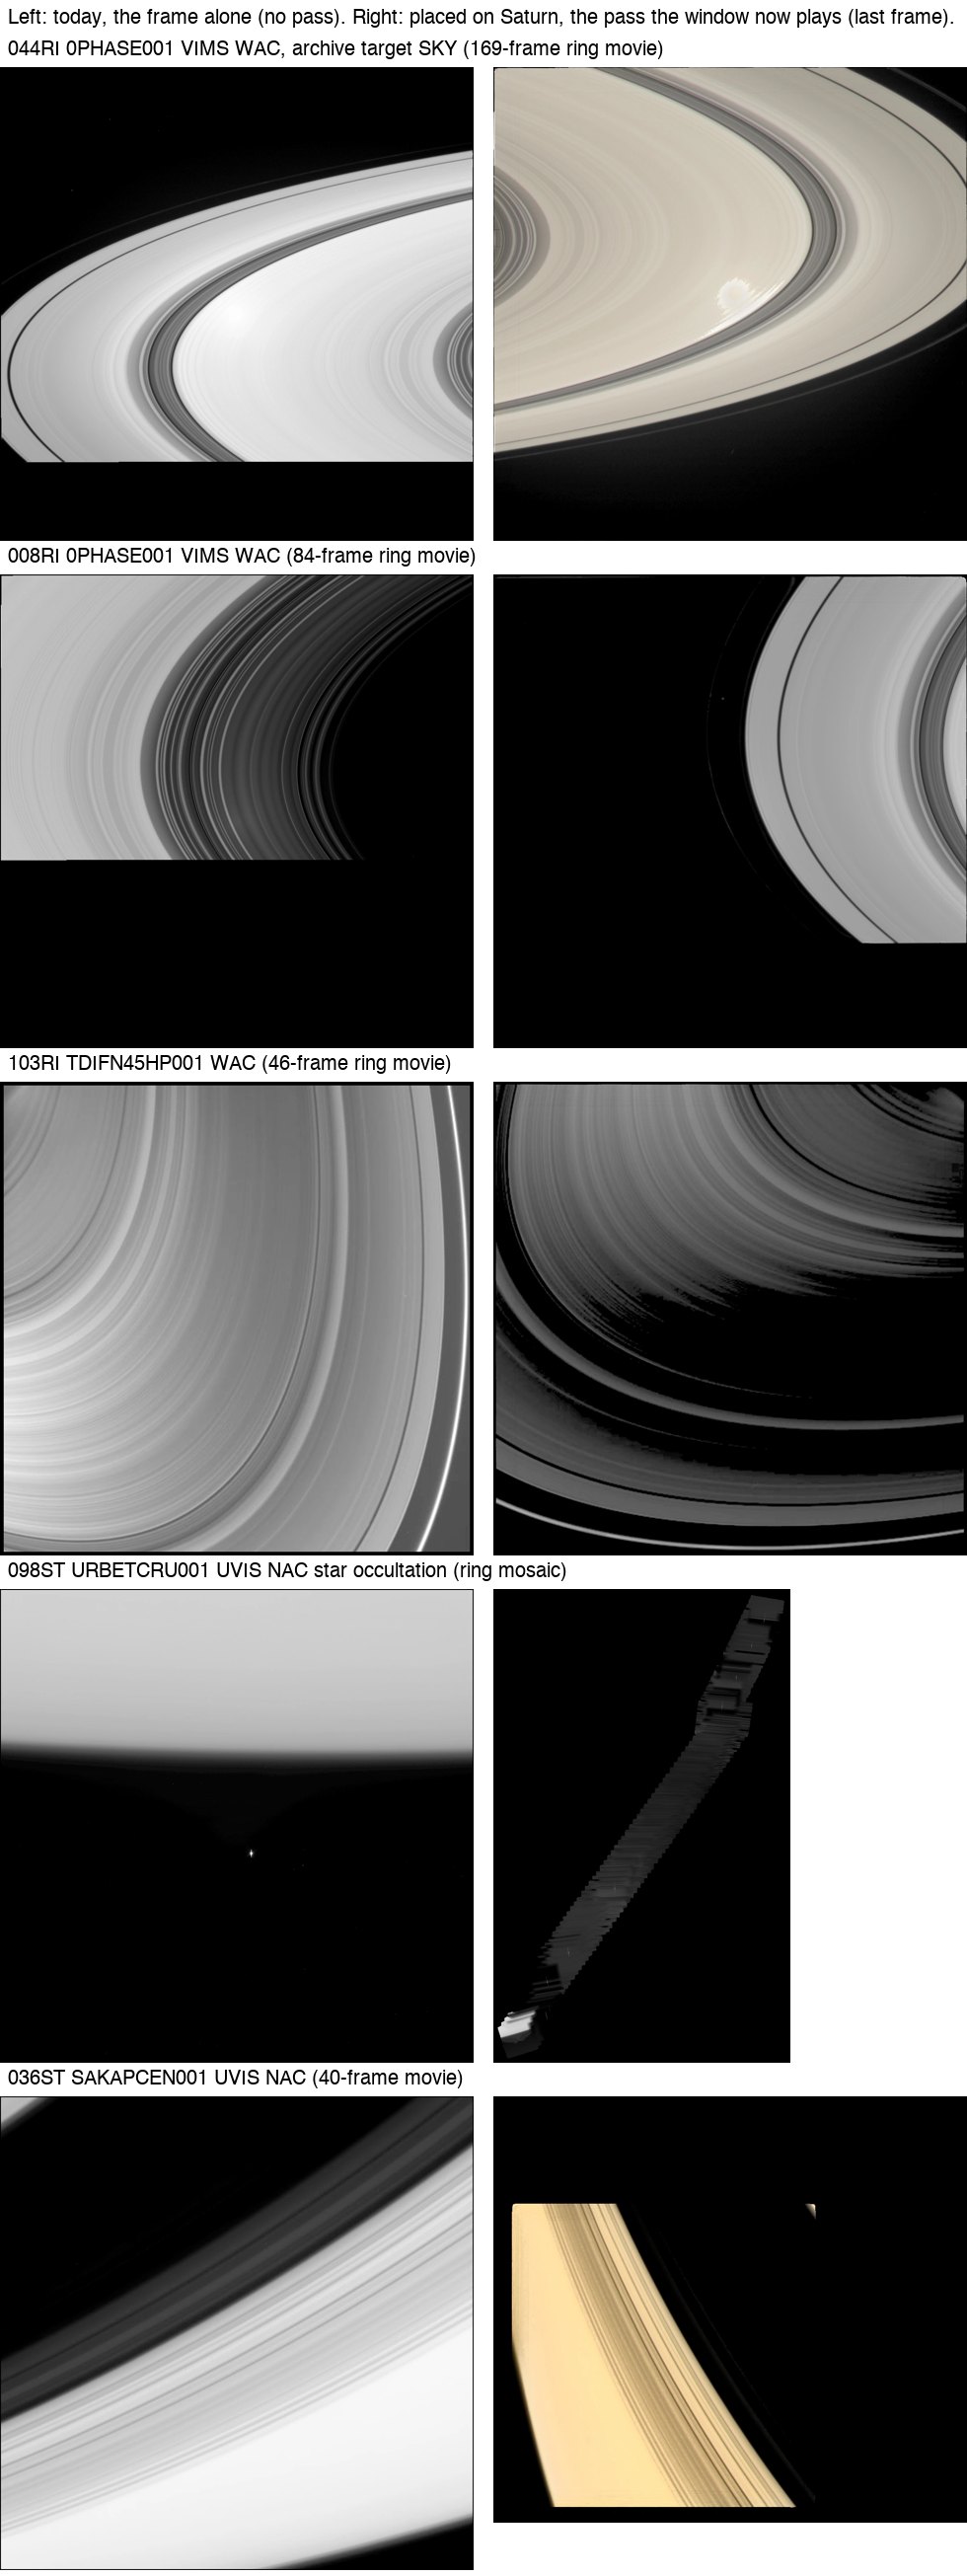 Left: today, the frame alone (no pass). Right: placed on Saturn, the pass the window now plays (last frame).
044RI 0PHASE001 VIMS WAC, archive target SKY (169-frame ring movie)
008RI 0PHASE001 VIMS WAC (84-frame ring movie)
103RI TDIFN45HP001 WAC (46-frame ring movie)
098ST URBETCRU001 UVIS NAC star occultation (ring mosaic)
036ST SAKAPCEN001 UVIS NAC (40-frame movie)